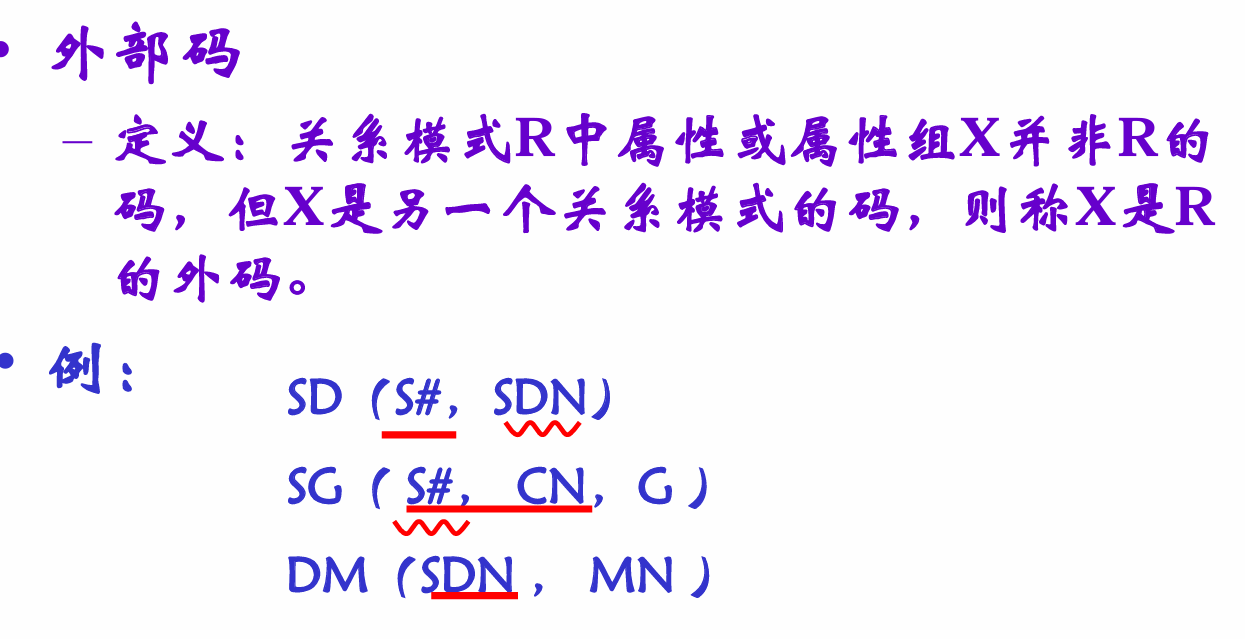 • 外部码
– 定义：关系模式R中属性或属性组X并非R的
码，但X是另一个关系模式的码，则称X是R
的外码。
• 例：
SD（S#，SDN）
SG（S#，CN，G）
DM（SDN，MN）